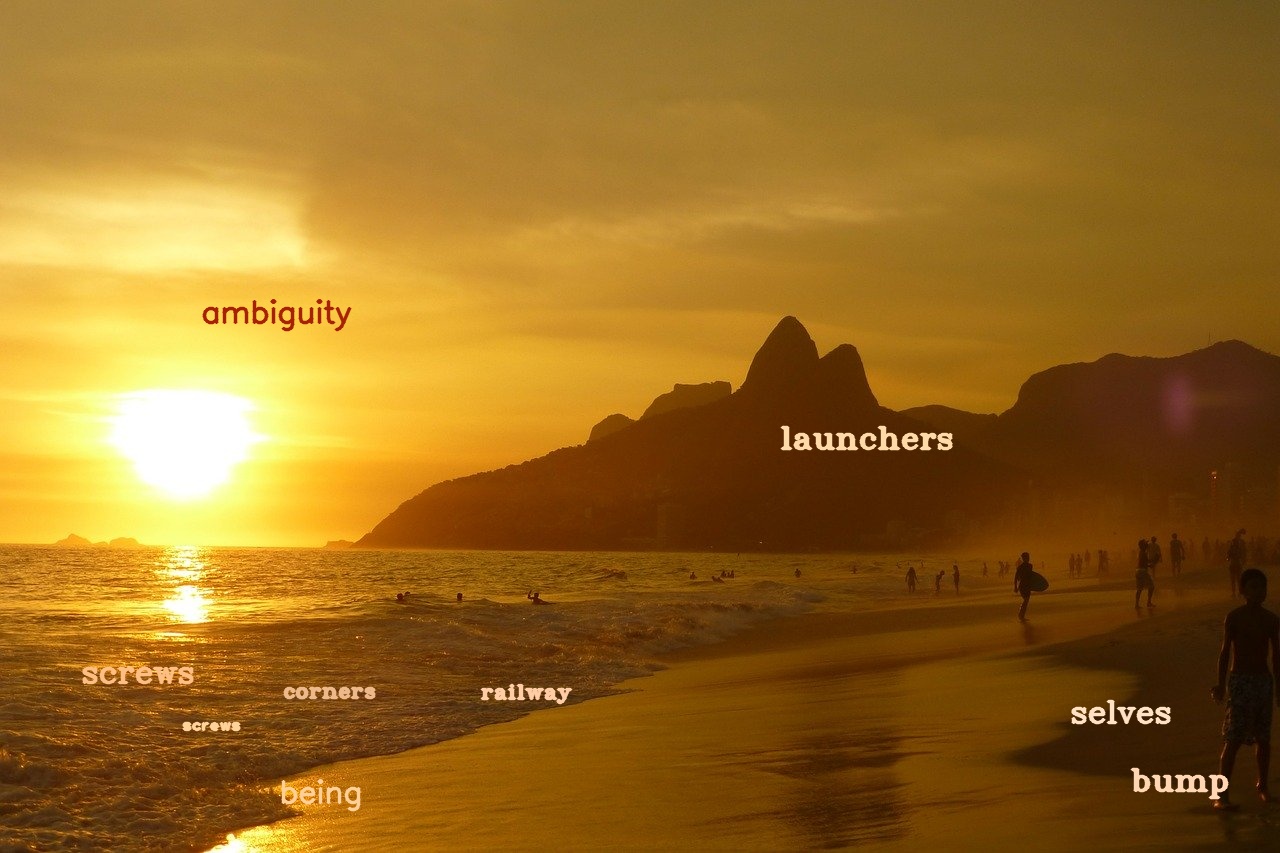 ambiguity
launchers
screws
corners
railway
selves
screws
bump
being